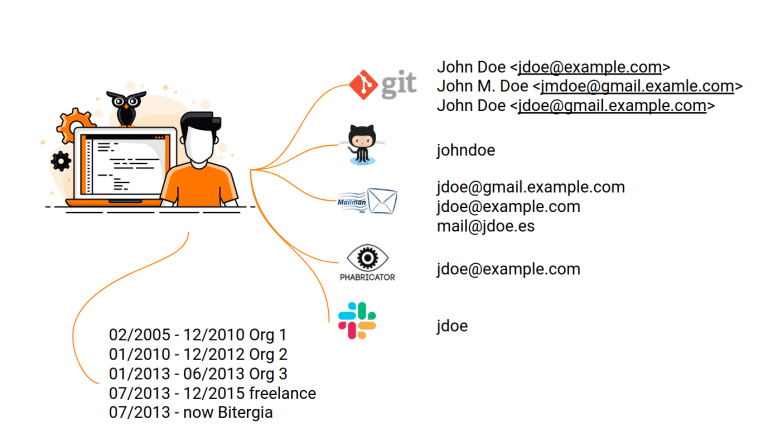 git
John Doe <jdoe@example.com>
John M. Doe <jmdoe@gmail.examle.com>
John Doe <jdoe@gmail.example.com>
johndoe
Mailman
jdoe@gmail.example.com
jdoe@example.com
mail@jdoe.es
PHABRICATOR
jdoe@example.com
jdoe
02/2005 - 12/2010 Org 1
01/2010 - 12/2012 Org 2
01/2013 - 06/2013 Org 3
07/2013 - 12/2015 freelance
07/2013 - now Bitergia